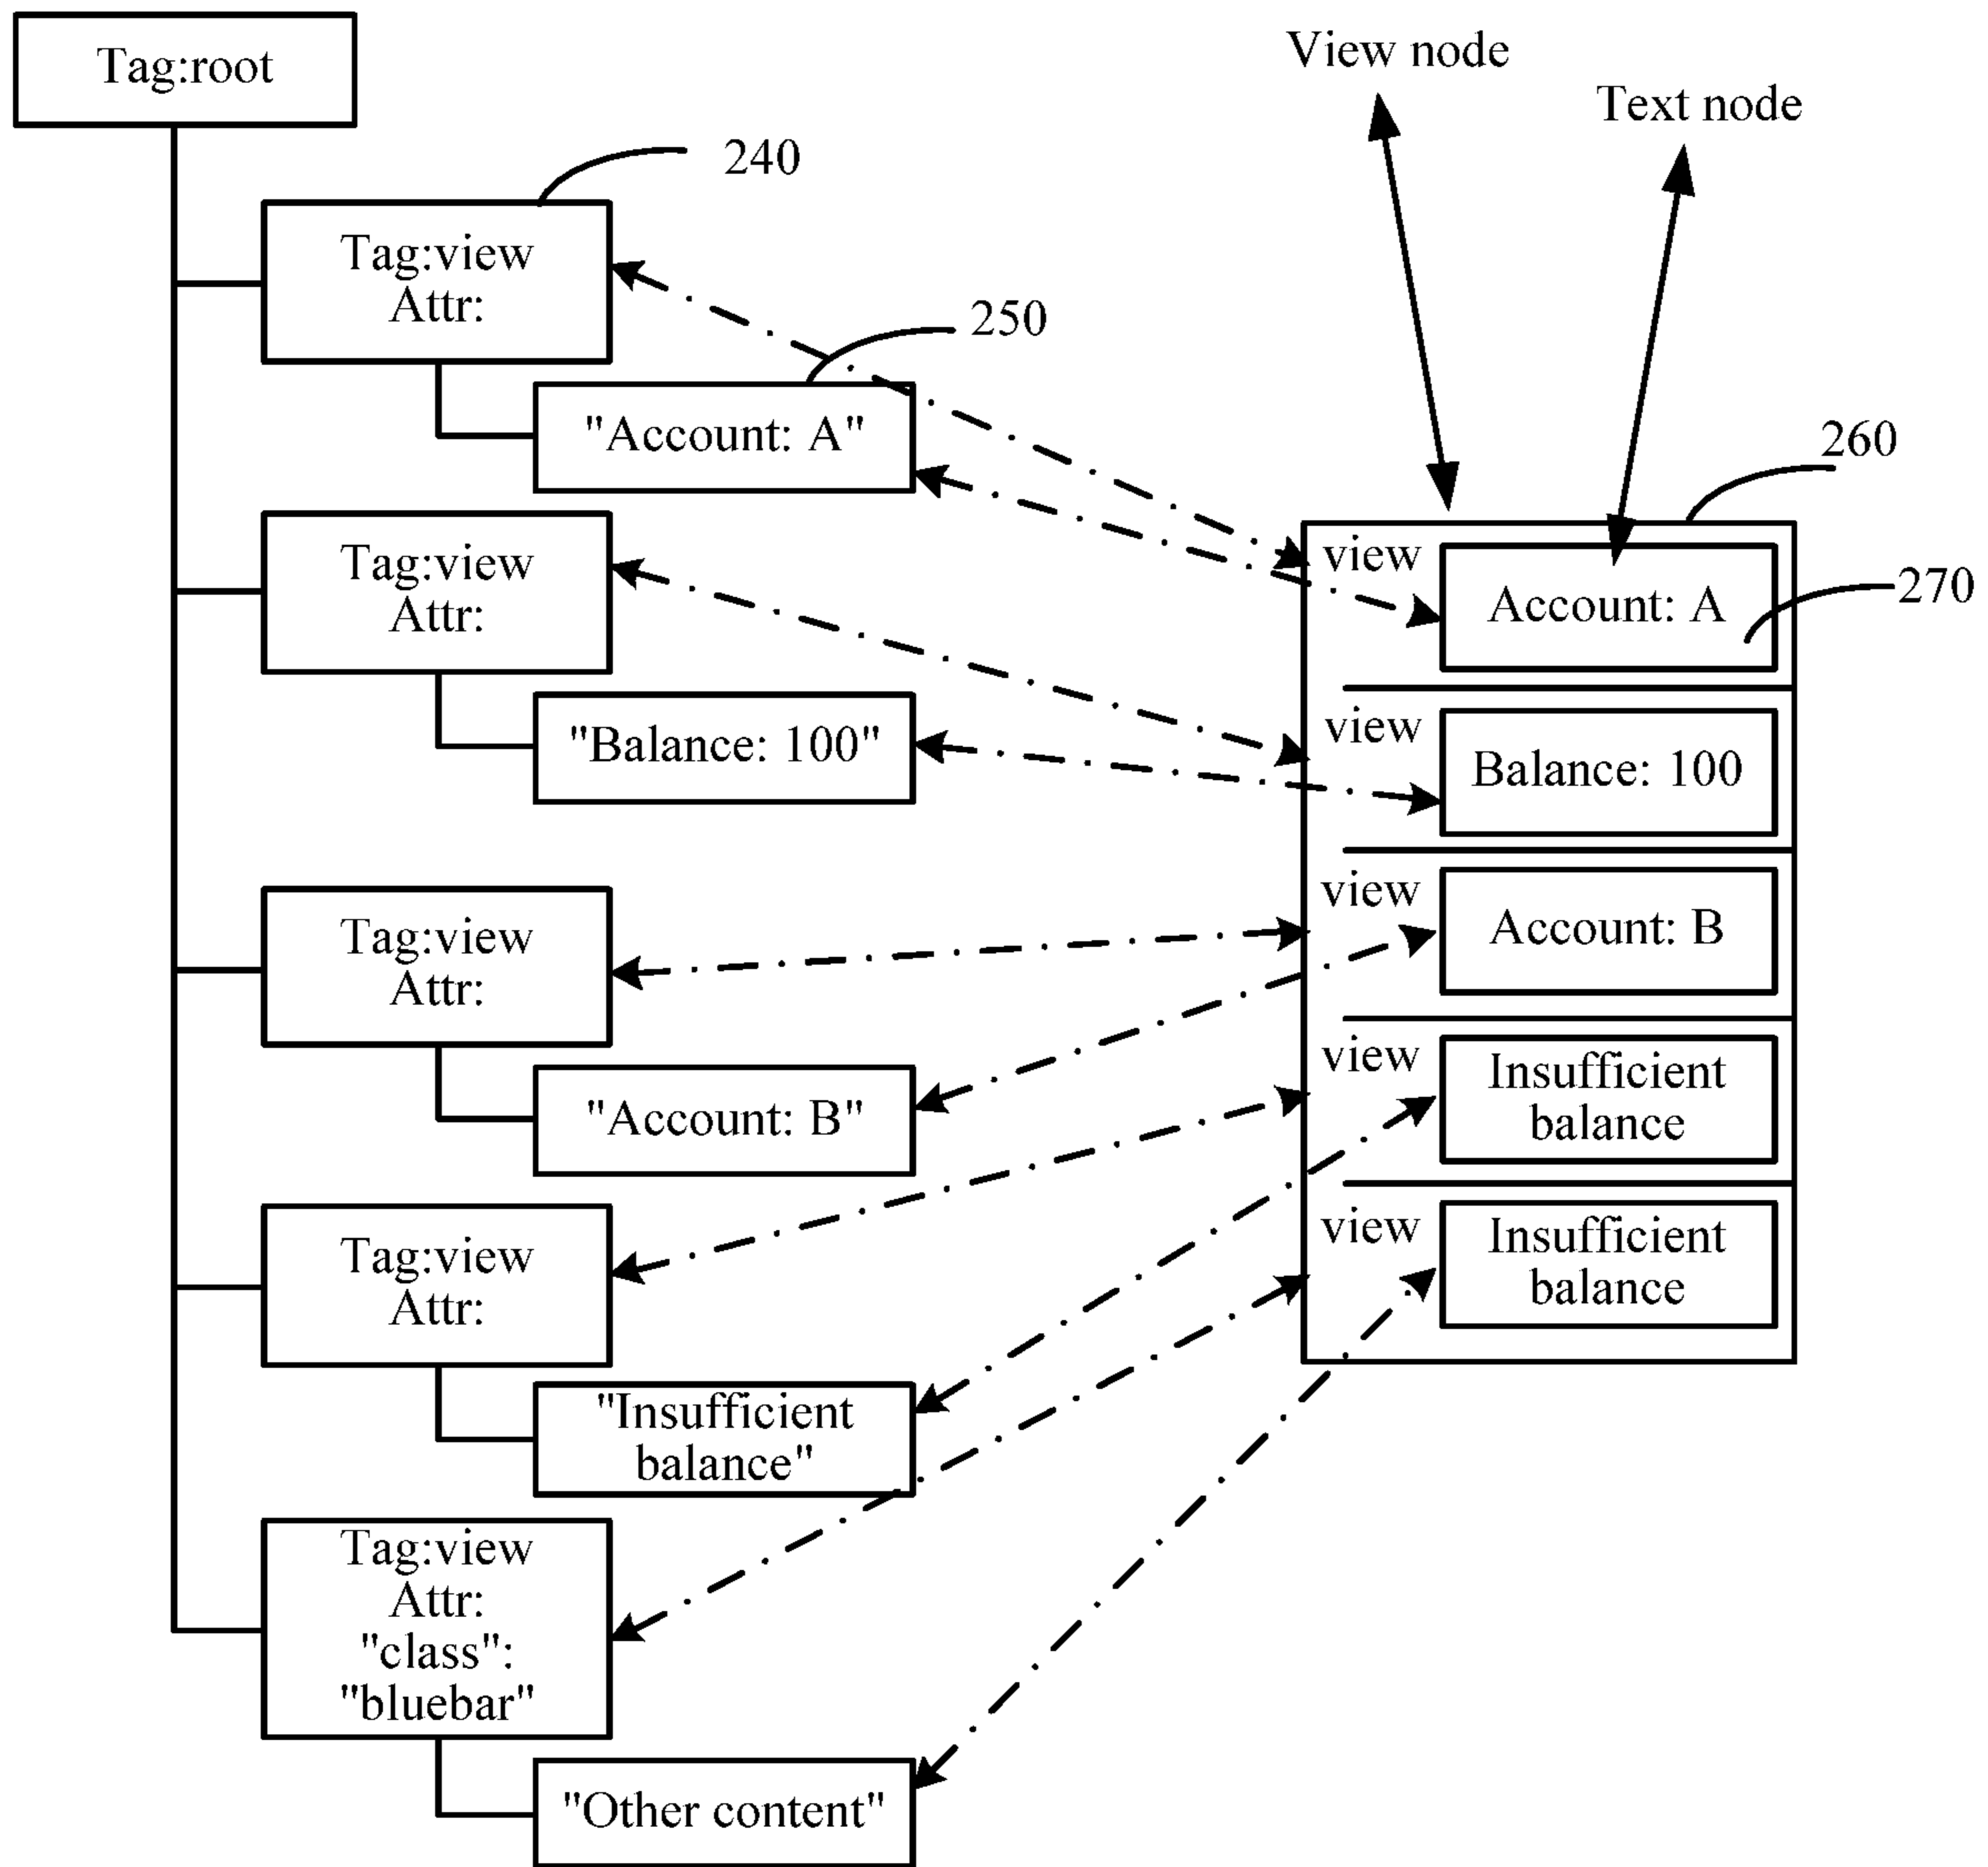 Tag:root
240
Tag:view
Attr:
250
"Account: A"
Tag:view
Attr:
"Balance: 100"
Tag:view
Attr:
"Account: B"
Tag:view
Attr:
"Insufficient
balance"
Tag:view
Attr:
"class":
"bluebar"
"Other content"
View node
Text node
260
view
Account: A
270
view
Balance: 100
view
Account: B
view
Insufficient
balance
view
Insufficient
balance